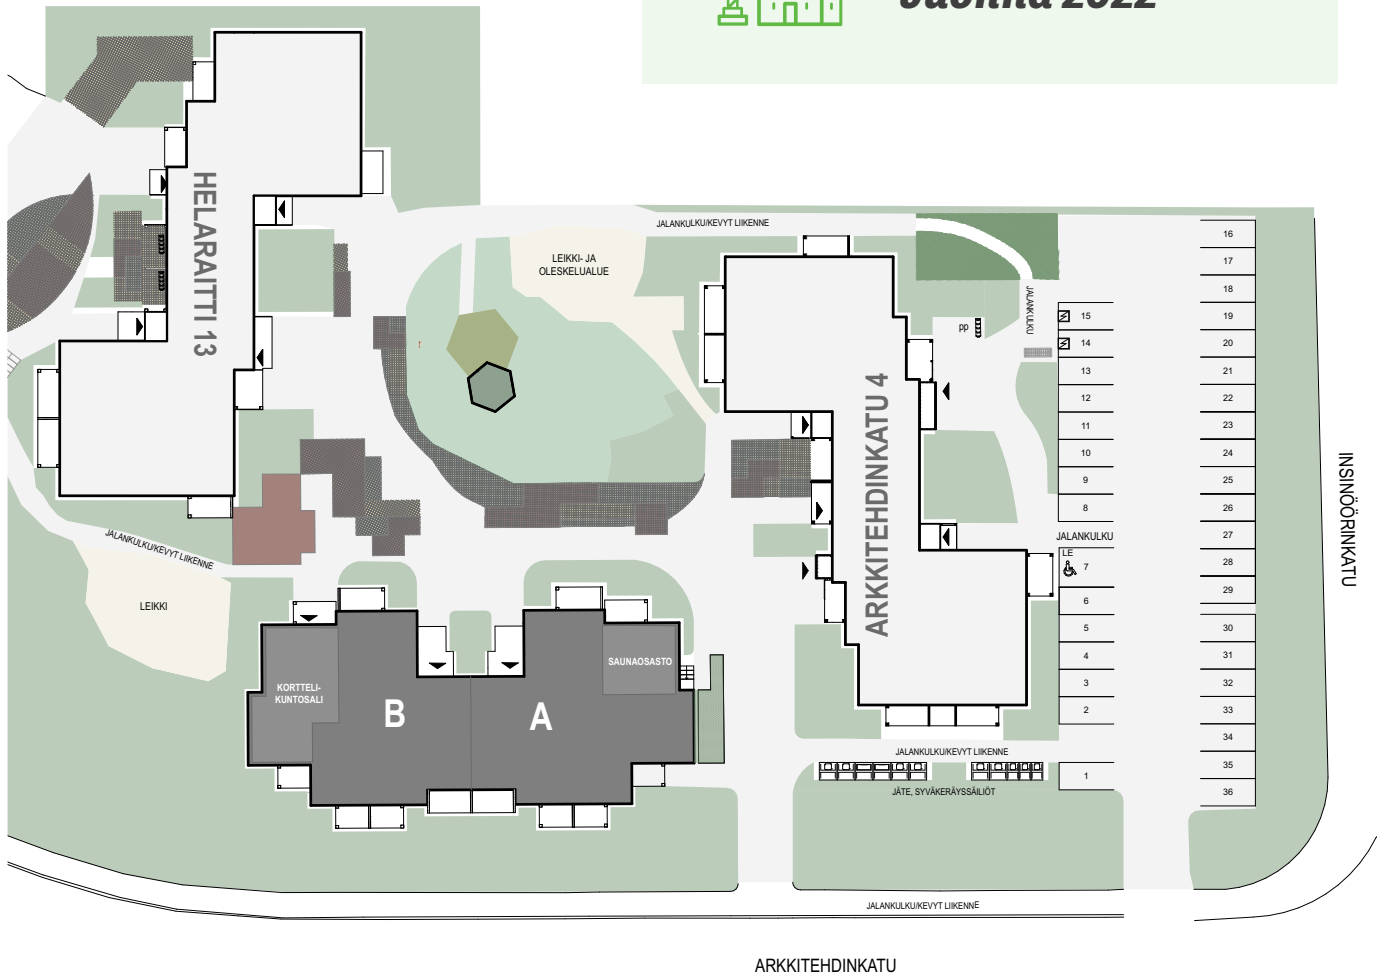 Vuonna 2022
HELARAITTI 13
JALANKULKU/KEVYT LIIKENNE
LEIKKI- JA
OLESKELUALUE
JALANKULKU
pp
ARKKITEHDINKATU 4
16
17
18
19
20
21
22
23
24
25
26
27
28
29
30
31
32
33
34
35
36
15
14
13
12
11
10
9
8
JALANKULKU
LE
7
6
5
4
3
2
1
INSINÖÖRINKATU
JALANKULKU/KEVYT LIIKENNE
LEIKKI
KORTTELI-
KUNTOSALI
B
A
SAUNAOSASTO
JALANKULKU/KEVYT LIIKENNE
JÄTE, SYVÄKERÄYSSÄILIÖT
JALANKULKU/KEVYT LIIKENNE
ARKKITEHDINKATU